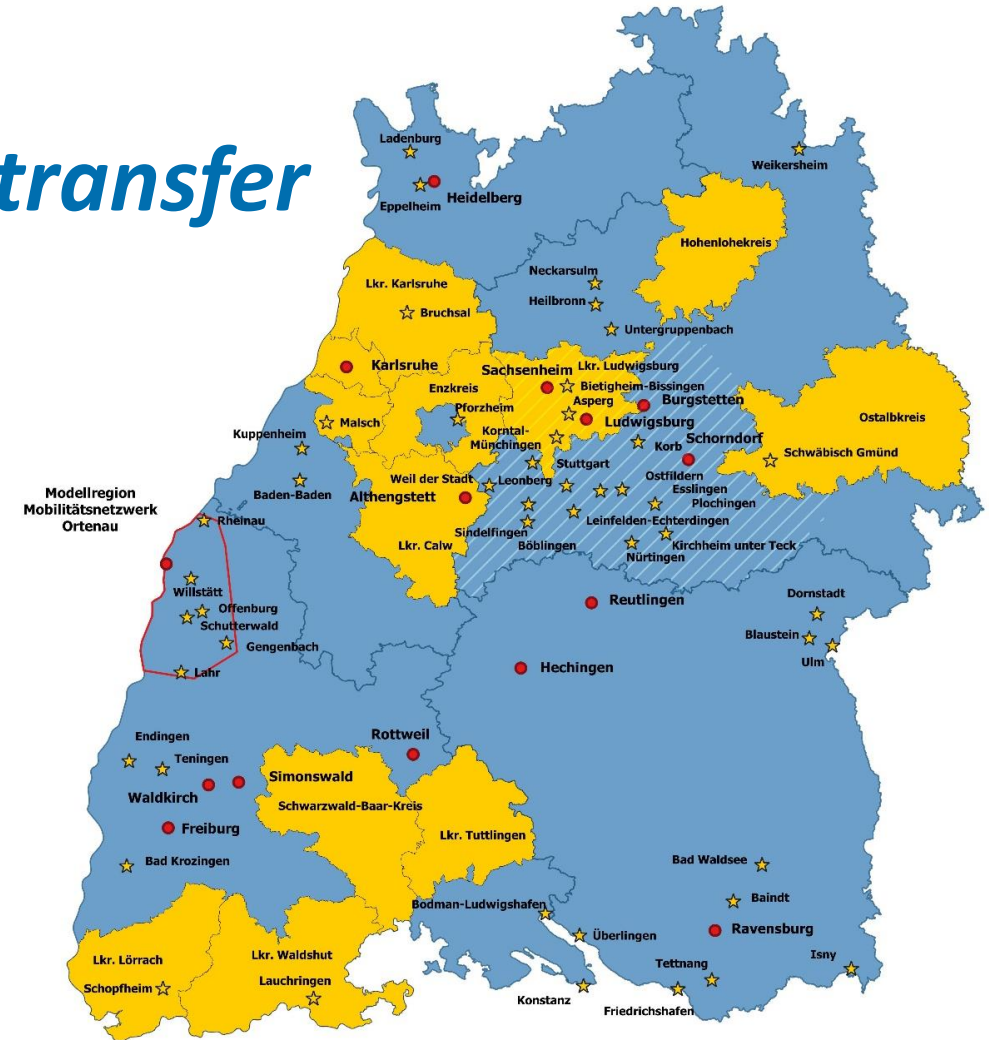 transfer
Ladenburg
Weikersheim
Eppelheim
Heidelberg
Hohenlohekreis
Lkr. Karlsruhe
Neckarsulm
Bruchsal
Heilbronn
Untergruppenbach
Karlsruhe
Sachsenheim
Lkr. Ludwigsburg
Enzkreis
Bietigheim-Bissingen
Asperg
Burgstetten
Pforzheim
Ludwigsburg
Ostalbkreis
Malsch
Korntal-
Münchingen
Kuppenheim
Korb
Schorndorf
Schwäbisch Gmünd
Stuttgart
Weil der Stadt
Leonberg
Ostfildern
Esslingen
Baden-Baden
Althengstett
Plochingen
Modellregion
Mobilitätsnetzwerk
Ortenau
Rheinau
Leinfelden-Echterdingen
Sindelfingen
Böblingen
Lkr. Calw
Kirchheim unter Teck
Nürtingen
Willstätt
Dornstadt
Reutlingen
Offenburg
Schutterwald
Blaustein
Gengenbach
Ulm
Hechingen
Lahr
Rottweil
Endingen
Teningen
Simonswald
Waldkirch
Schwarzwald-Baar-Kreis
Freiburg
Lkr. Tuttlingen
Bad Krozingen
Bad Waldsee
Baindt
Bodman-Ludwigshafen
Ravensburg
Überlingen
Lkr. Lörrach
Lkr. Waldshut
Isny
Tettnang
Lauchringen
Schopfheim
Konstanz
Friedrichshafen